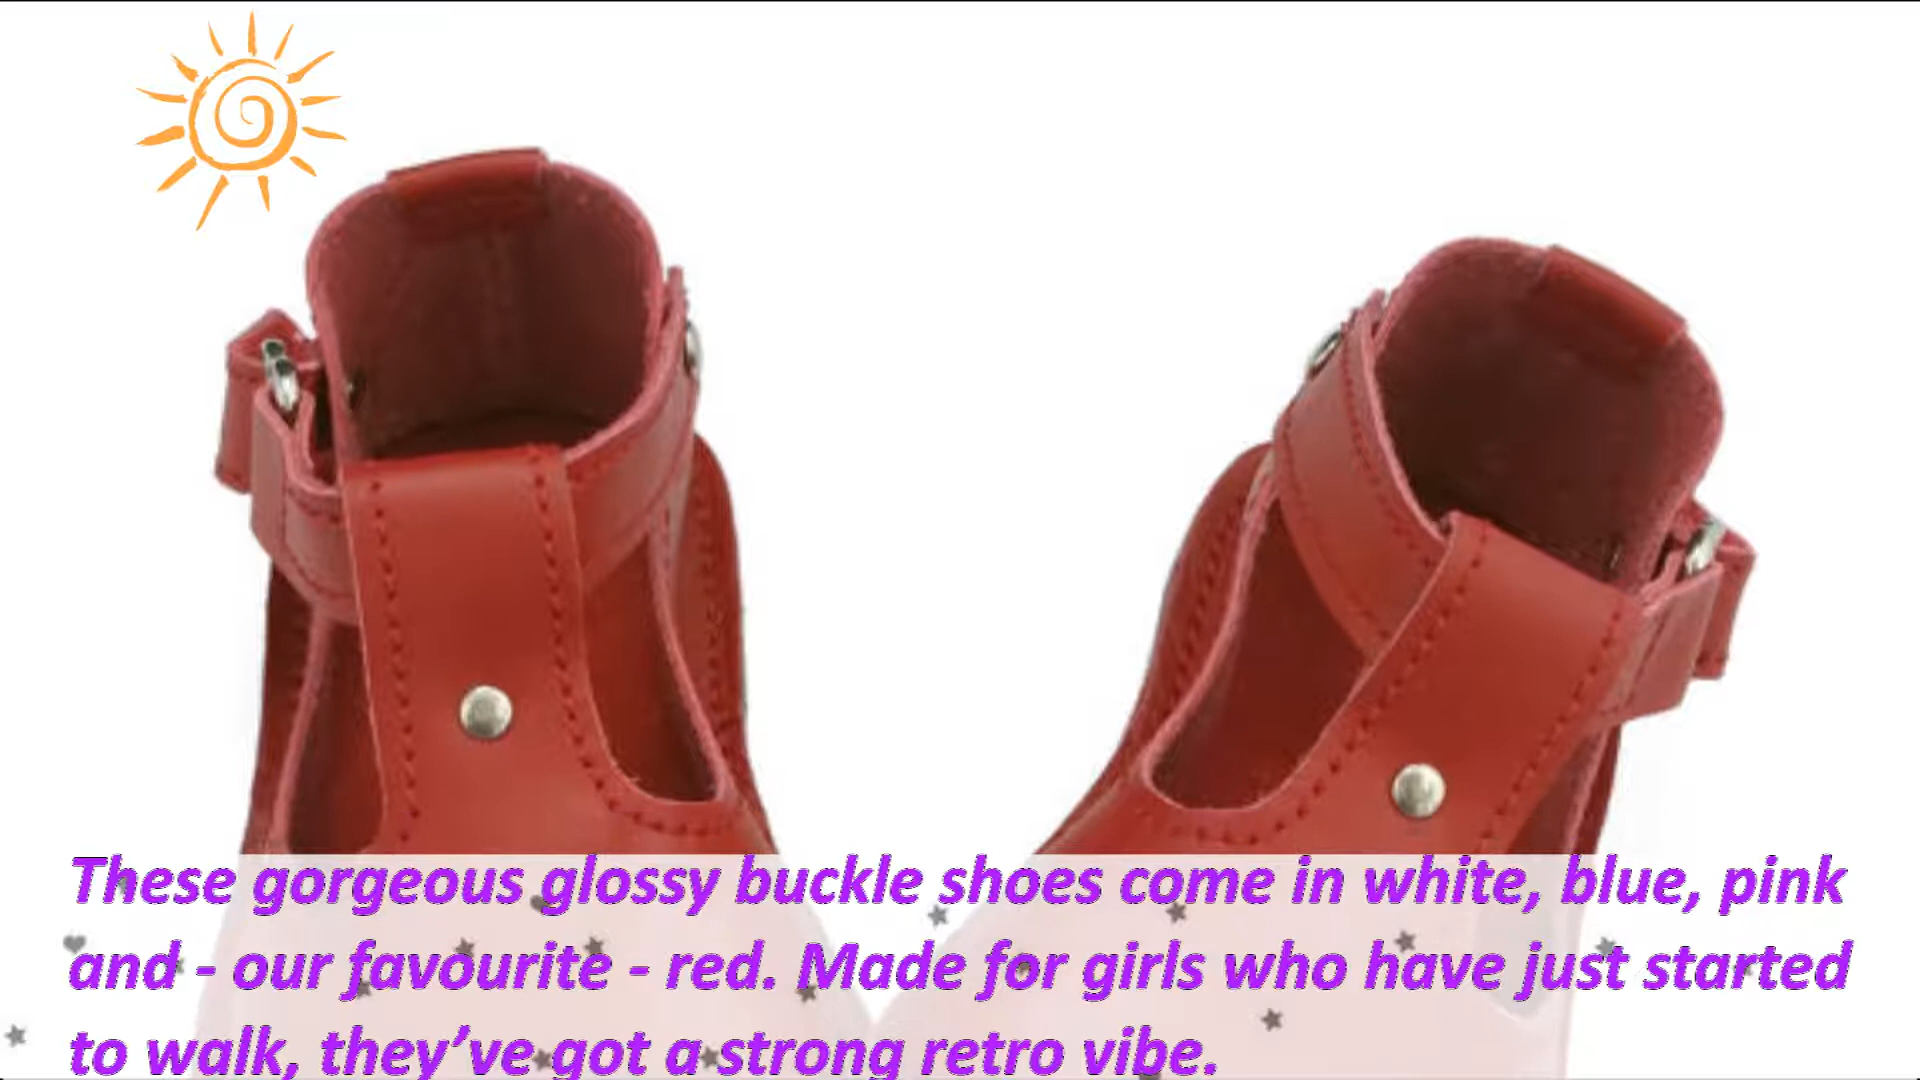 These gorgeous glossy buckle shoes come in white, blue, pink
and - our favourite - red. Made for girls who have just started
to walk, they’ve got a strong retro vibe.